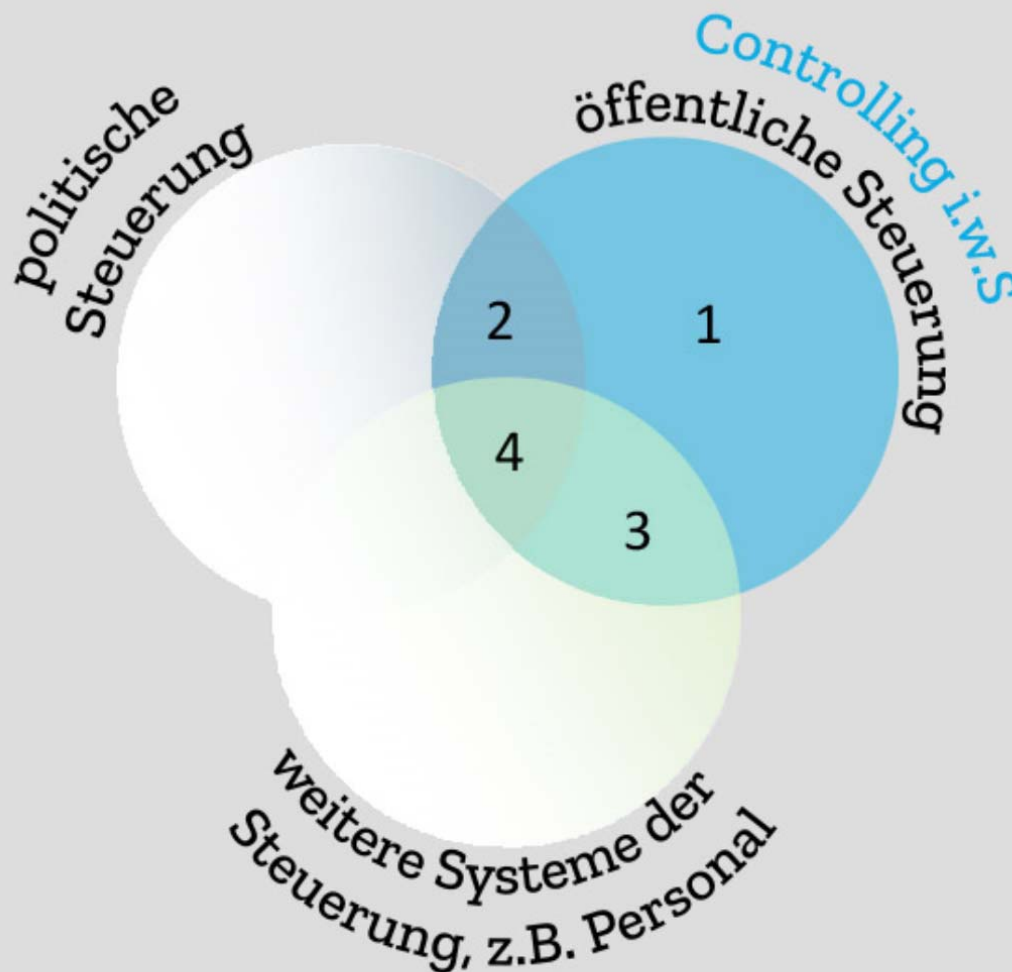 politische
Steuerung
Controlling i.w.S
öffentliche Steuerung
2
1
4
3
weitere Systeme der
Steuerung, z.B. Personal